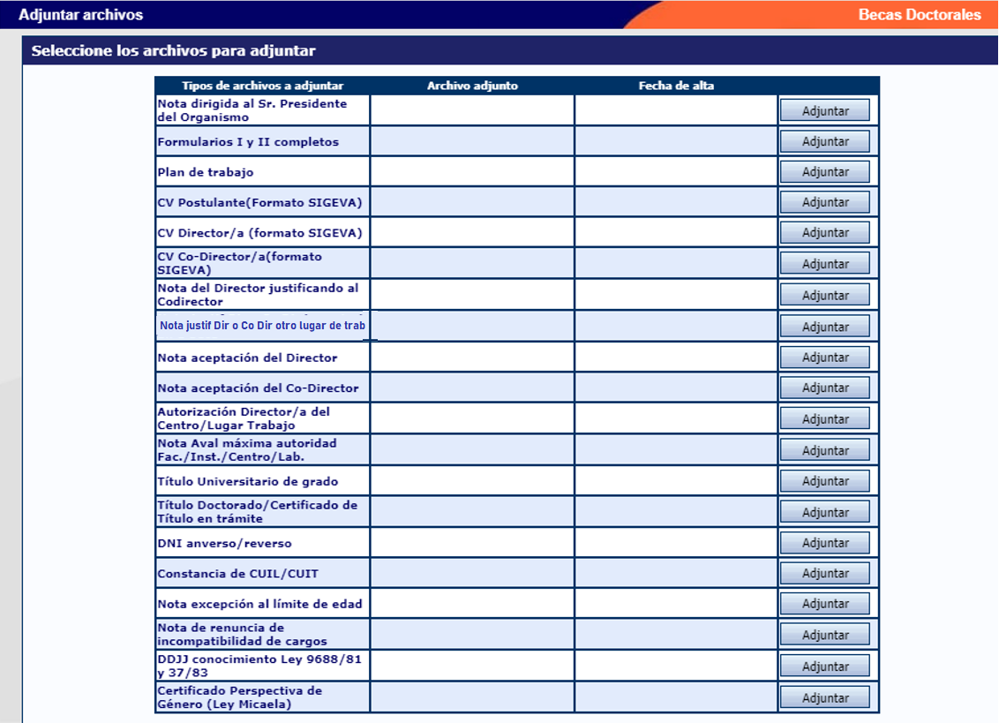 Adjuntar archivos
Becas Doctorales
Seleccione los archivos para adjuntar
Tipos de archivos a adjuntar Archivo adjunto Fecha de alta
Nota dirigida al Sr. Presidente
del Organismo
Adjuntar
Formularios I y II completos Adjuntar
Plan de trabajo Adjuntar
CV Postulante(Formato SIGEVA) Adjuntar
CV Director/a (formato SIGEVA) Adjuntar
CV Co-Director/a(formato
SIGEVA)
Adjuntar
Nota del Director justificando al
Codirector
Adjuntar
Nota justif Dir o Co Dir otro lugar de trab Adjuntar
Nota aceptación del Director Adjuntar
Nota aceptación del Co-Director Adjuntar
Autorización Director/a del
Centro/Lugar Trabajo
Adjuntar
Nota Aval máxima autoridad
Fac./Inst./Centro/Lab.
Adjuntar
Título Universitario de grado Adjuntar
Título Doctorado/Certificado de
Título en trámite
Adjuntar
DNI anverso/reverso Adjuntar
Constancia de CUIL/CUIT Adjuntar
Nota excepción al límite de edad Adjuntar
Nota de renuncia de
incompatibilidad de cargos
Adjuntar
DDJJ conocimiento Ley 9688/81
y 37/83
Adjuntar
Certificado Perspectiva de
Género (Ley Micaela)
Adjuntar